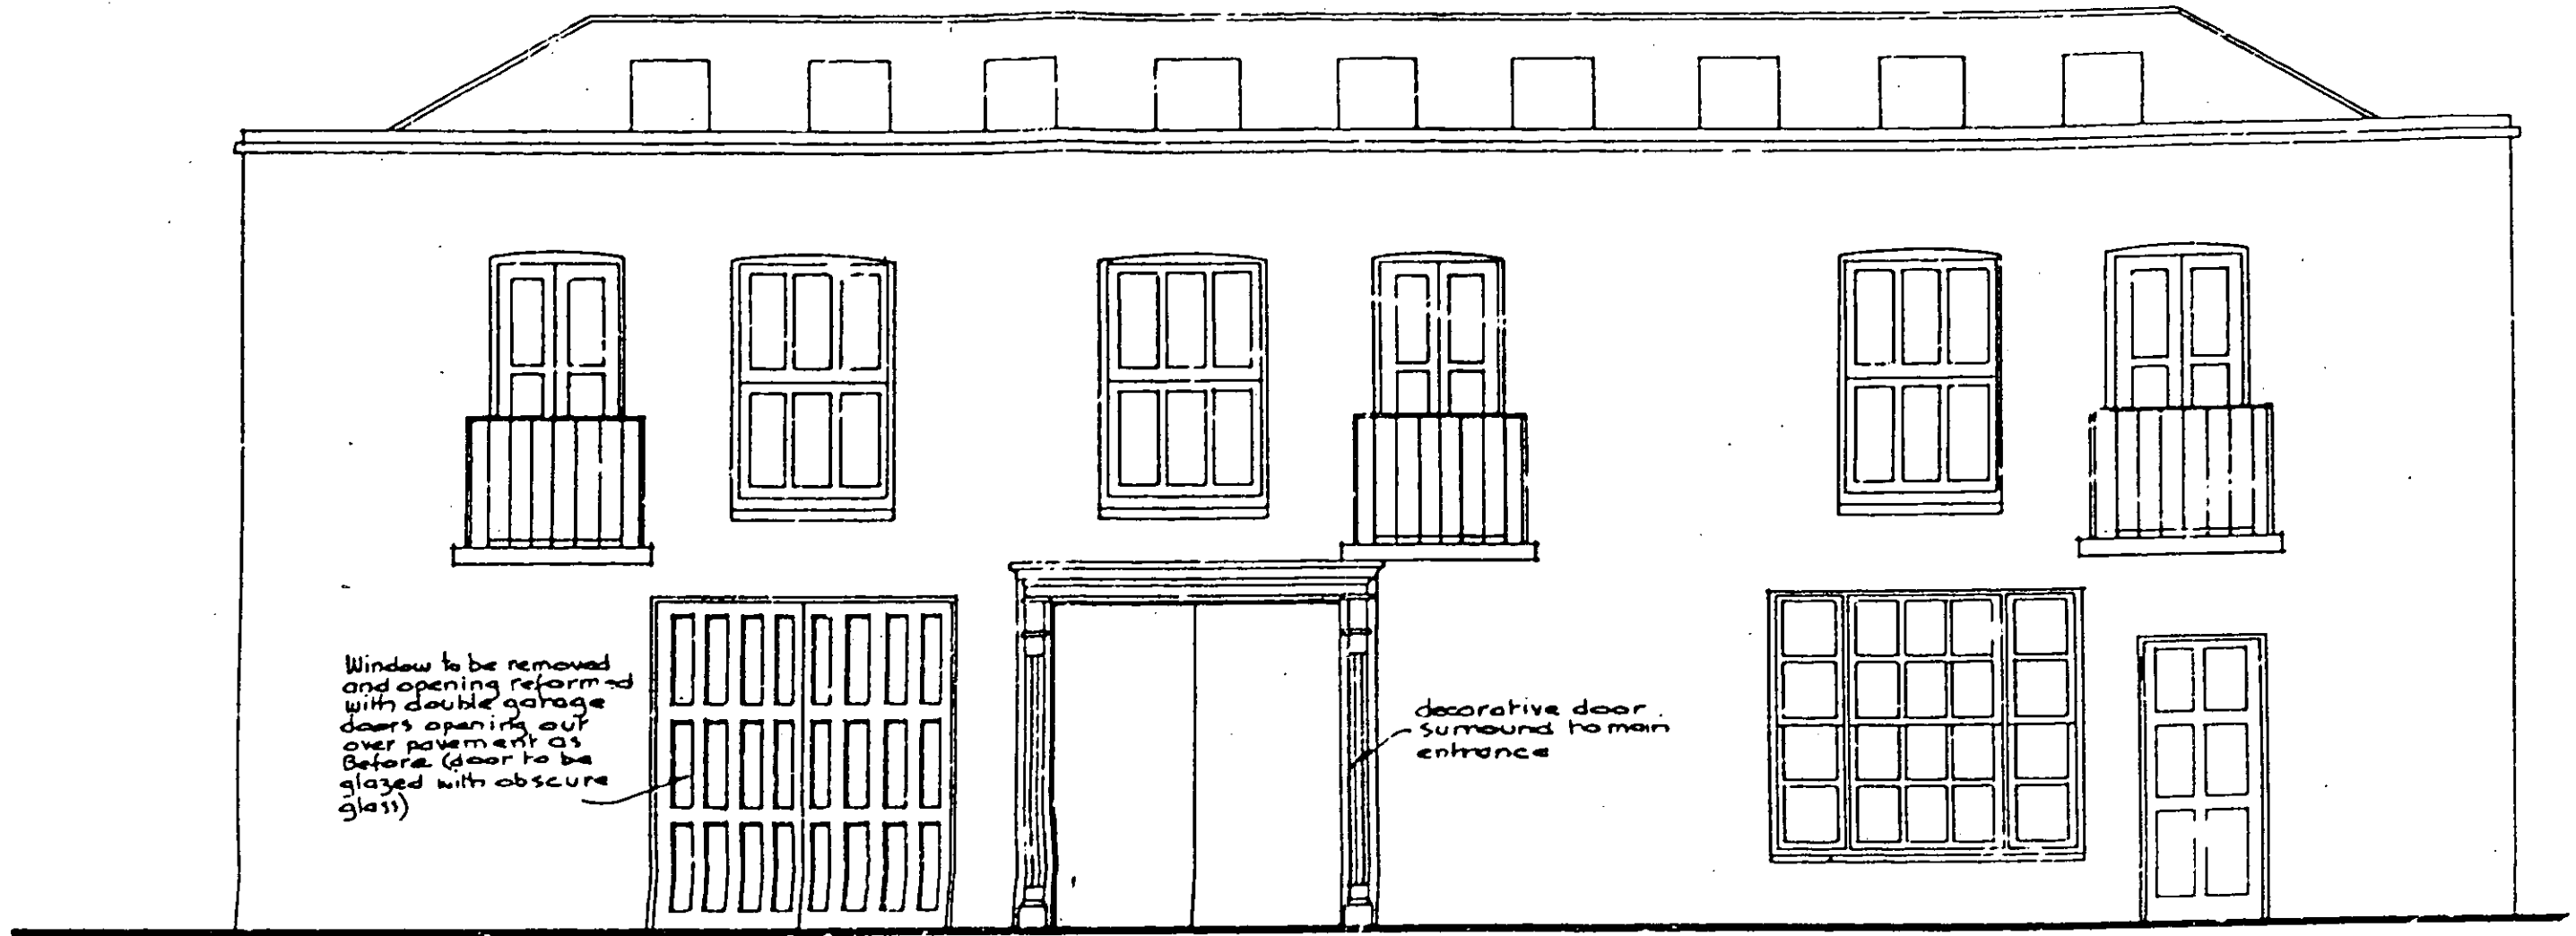 Window to be removed
and opening reformed
with double garage
doors opening out
over pavement as
Before (door to be
glazed with obscure
glass)
decorative door
surround to main
entrance